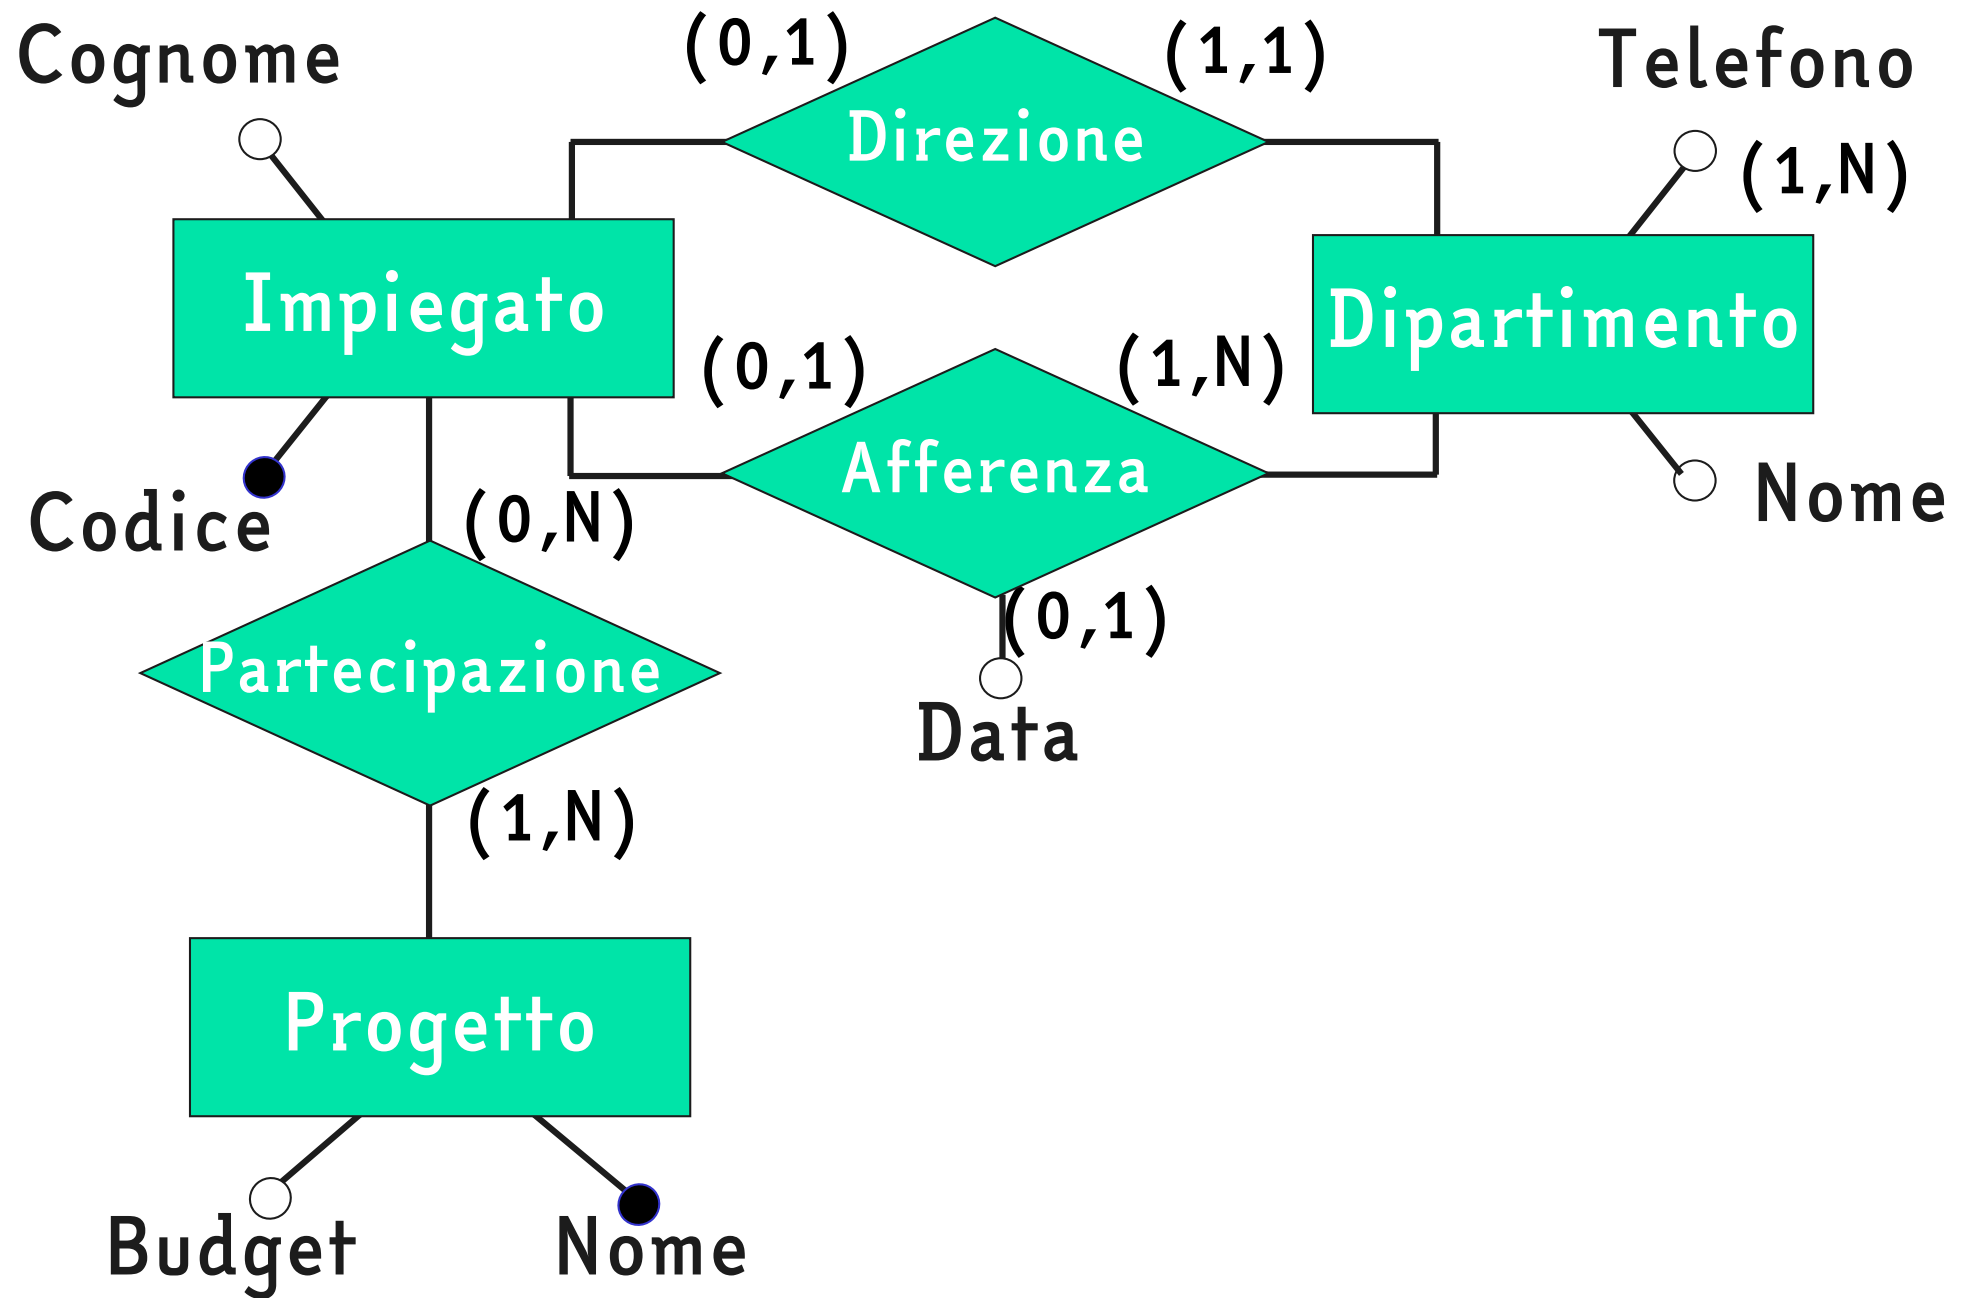 Cognome
(0,1)
(1,1)
Telefono
Direzione
(1,N)
Impiegato
Dipartimento
(0,1)
(1,N)
Afferenza
Codice
(0,N)
Nome
(0,1)
Partecipazione
Data
(1,N)
Progetto
Budget
Nome